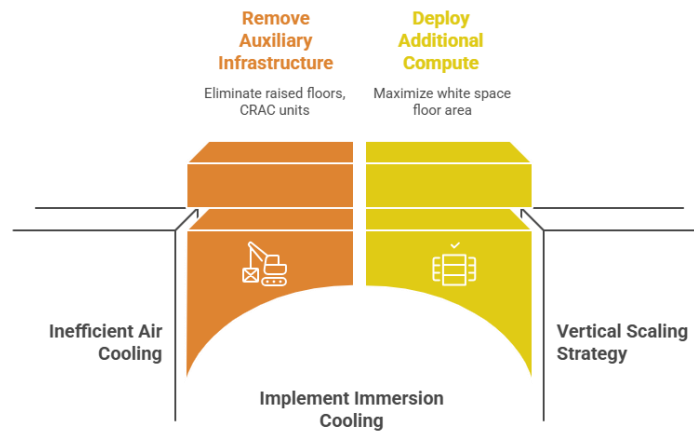 Remove
Auxiliary
Infrastructure
Eliminate raised floors,
CRAC units
Deploy
Additional
Compute
Maximize white space
floor area
Inefficient Air
Cooling
Vertical Scaling
Strategy
Implement Immersion
Cooling